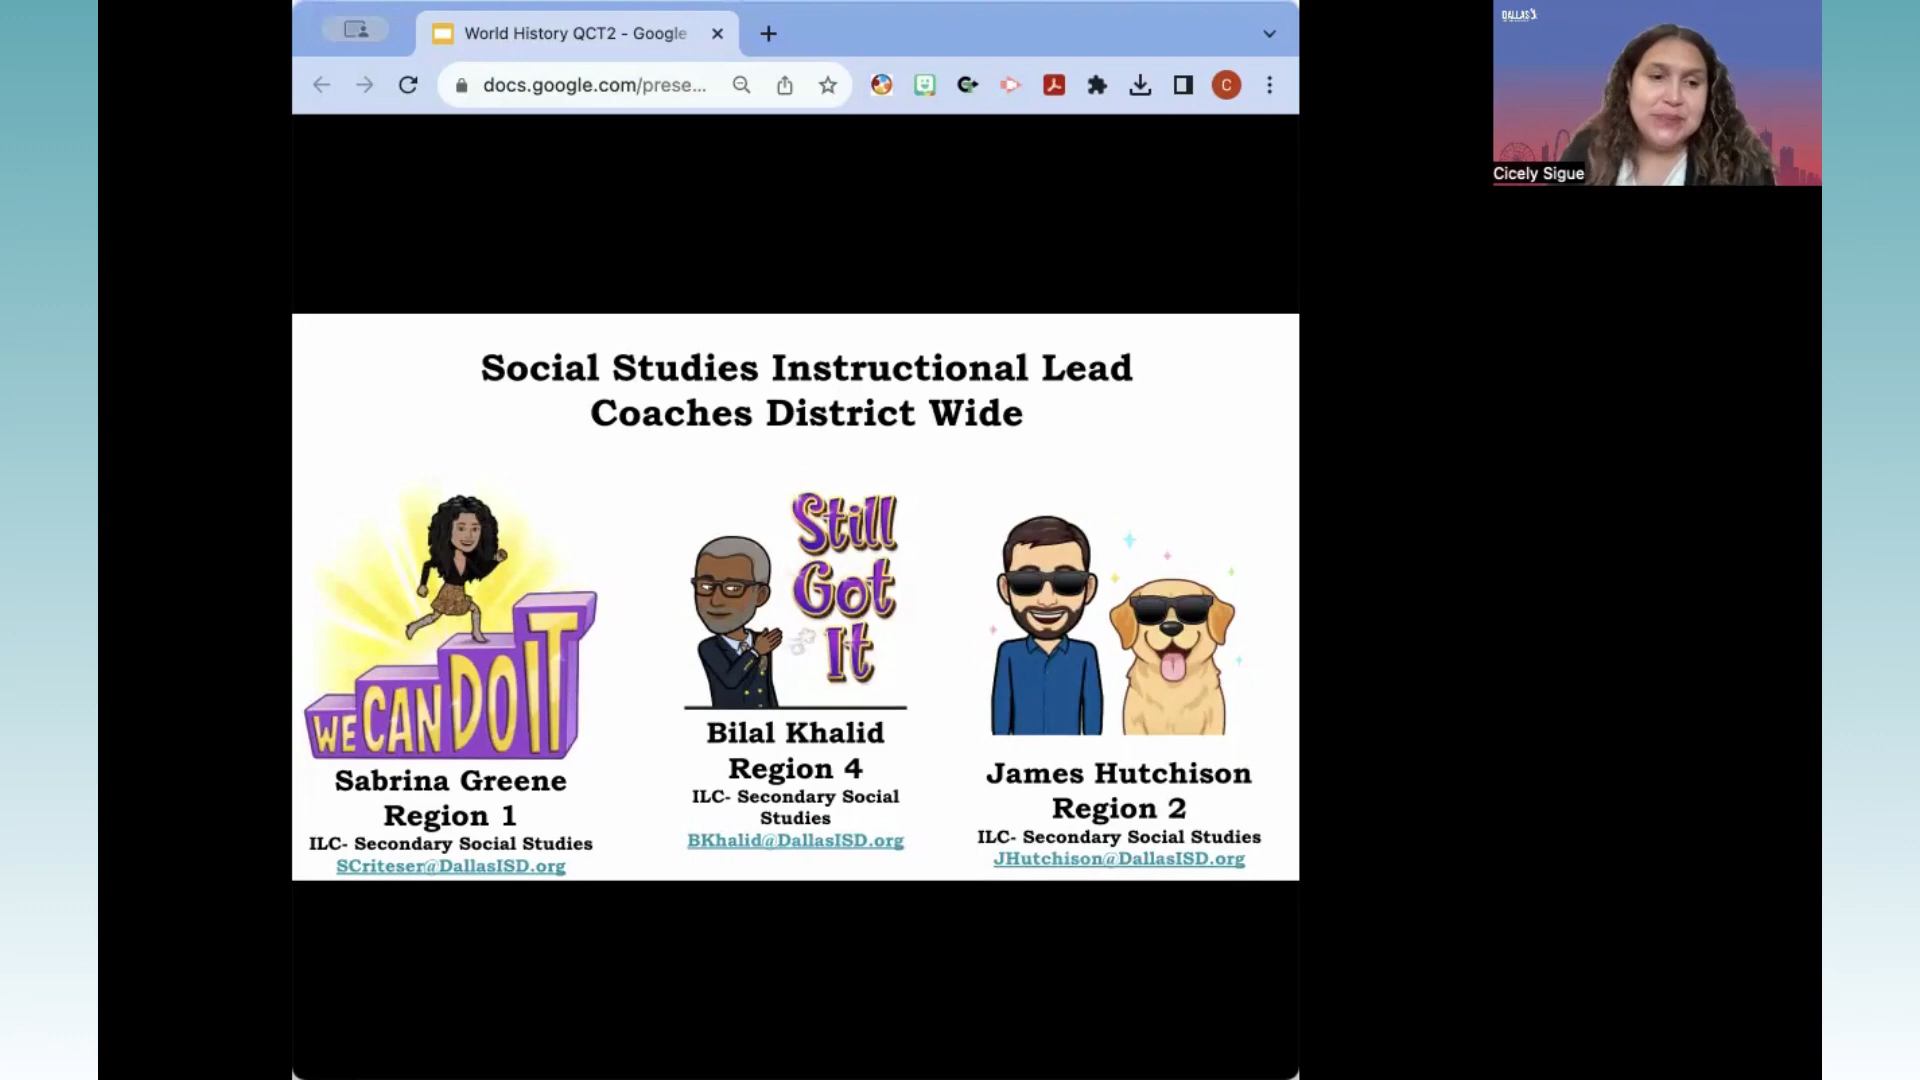 World History QCT2 - Google
docs.google.com/prese...
C
DALLAS
Cicely Sigue
Social Studies Instructional Lead
Coaches District Wide
WE CAN DO IT
Sabrina Greene
Region 1
ILC- Secondary Social Studies
SCriteser@DallasISD.org
Still
Got
It
Bilal Khalid
Region 4
ILC- Secondary Social
Studies
BKhalid@DallasISD.org
James Hutchison
Region 2
ILC- Secondary Social Studies
JHutchison@DallasISD.org